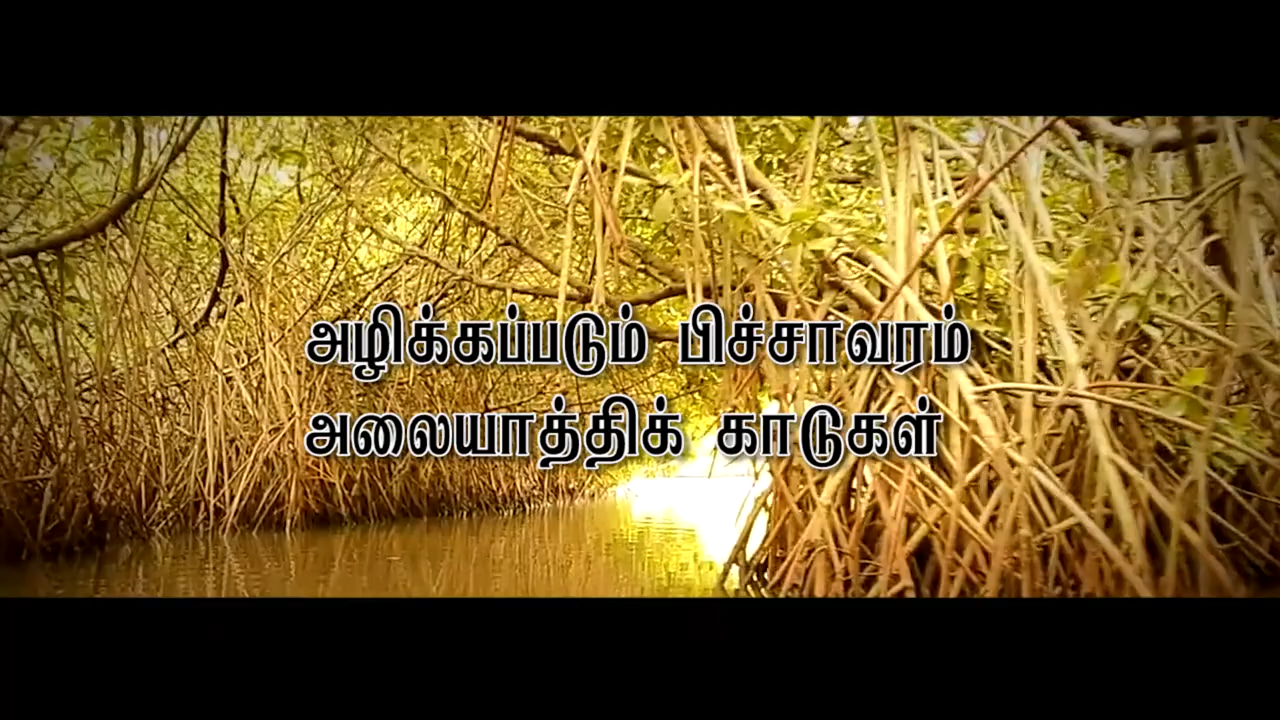 அழிக்கப்படும் பிச்சாவரம்
அலையாத்திக் காடுகள்